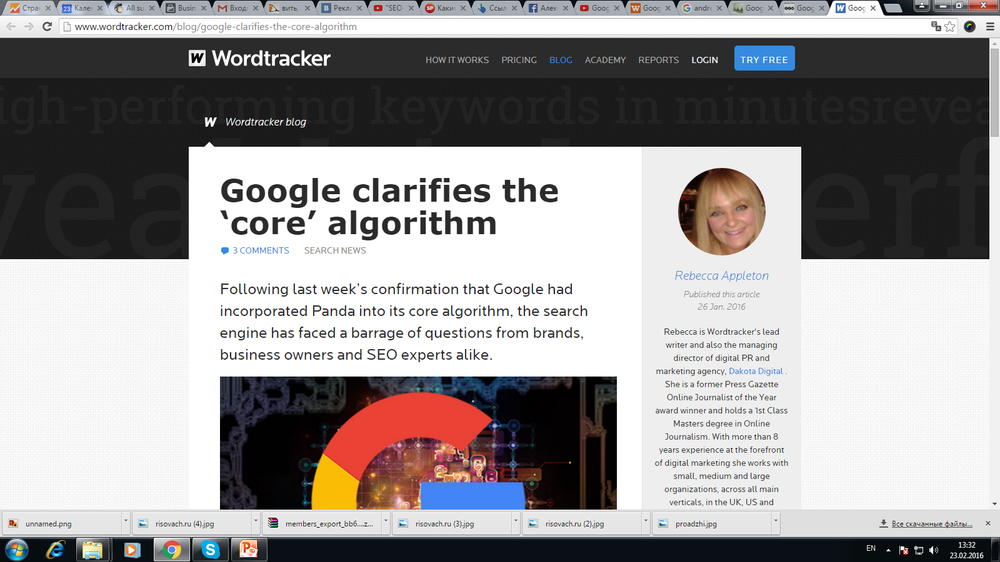 Стран
23 Кален
All su
Busin
Входя
вить,
В Рекла
"SEO-
SP Какие
Ссыл
Алекс
Goog
Goog
andre
Goog
Goog
Goog
www.wordtracker.com/blog/google-clarifies-the-core-algorithm
W Wordtracker
HOW IT WORKS PRICING BLOG ACADEMY REPORTS LOGIN TRY FREE
igh-performing keywords in minutesrevea
W Wordtracker blog
Google clarifies the
‘core’ algorithm
3 COMMENTS SEARCH NEWS
Following last week’s confirmation that Google had
incorporated Panda into its core algorithm, the search
engine has faced a barrage of questions from brands,
business owners and SEO experts alike.
Rebecca Appleton
Published this article
26 Jan, 2016
Rebecca is Wordtracker's lead
writer and also the managing
director of digital PR and
marketing agency, Dakota Digital .
She is a former Press Gazette
Online Journalist of the Year
award winner and holds a 1st Class
Masters degree in Online
Journalism. With more than 8
years experience at the forefront
of digital marketing she works with
small, medium and large
organizations, across all main
verticals, in the UK, US and
unnamed.png
risovach.ru (4).jpg
members_export_bb6....z...
risovach.ru (3).jpg
risovach.ru (2).jpg
proadzhi.jpg
Все скачанные файлы...
EN
13:32
23.02.2016